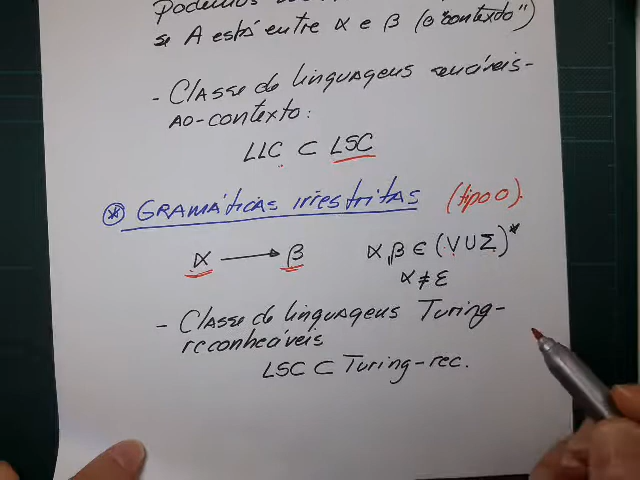 Podemos
se A está entre α e β (o "contexto")
- Classe de linguagens sensíveis-
ao-contexto:
LLC ⊂ LSC
* Gramáticas irrestritas (tipo 0).
α → β α, β ∈ (V ∪ Σ)*
α ≠ ε
- Classe de linguagens Turing-
reconhecíveis
LSC ⊂ Turing-rec.